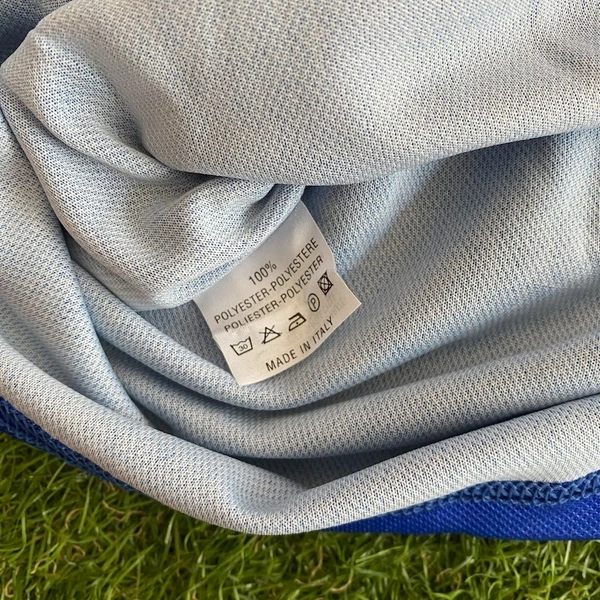 100%
POLYESTER-POLYESTERE
POLIESTER-POLYESTER
30 P
MADE IN ITALY